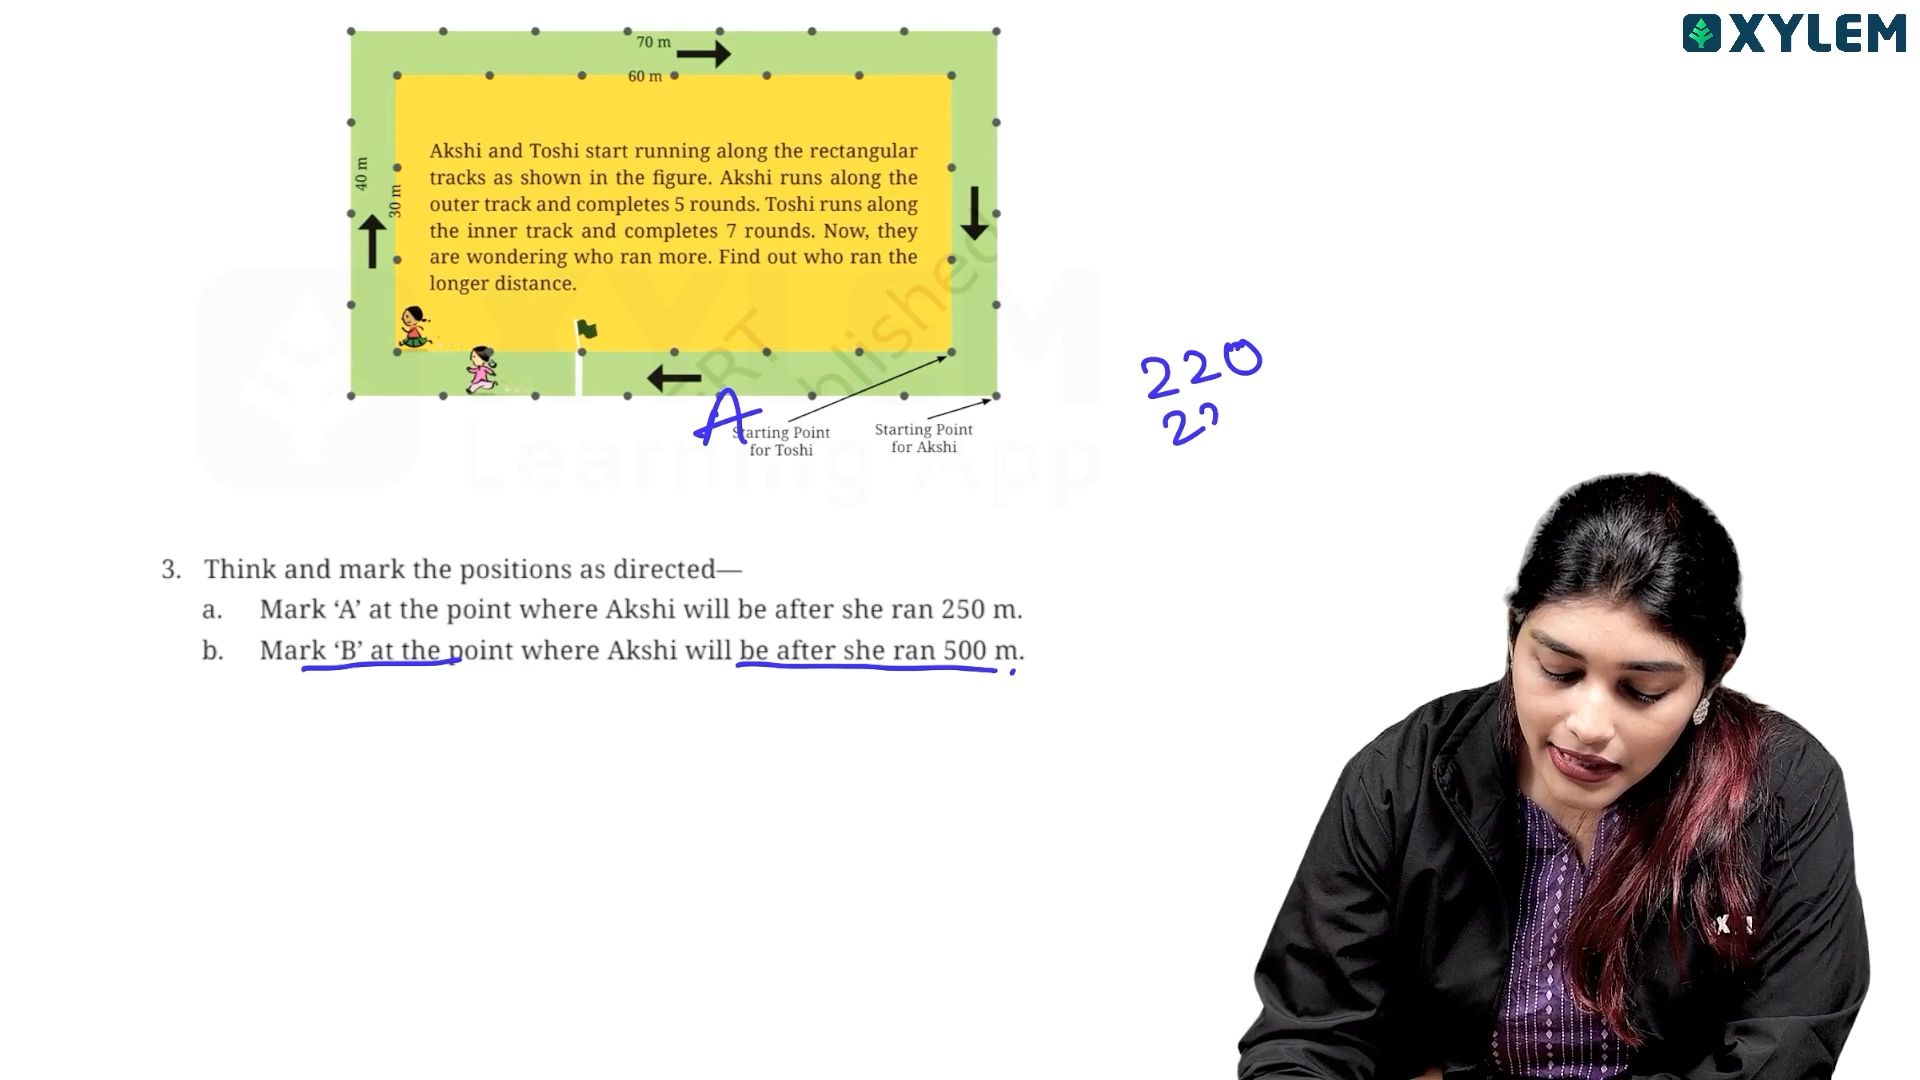 XYLEM
70 m
60 m
40 m
30 m
Akshi and Toshi start running along the rectangular
tracks as shown in the figure. Akshi runs along the
outer track and completes 5 rounds. Toshi runs along
the inner track and completes 7 rounds. Now, they
are wondering who ran more. Find out who ran the
longer distance.
220
A
Starting Point
for Toshi
Starting Point
for Akshi
Learning App
3. Think and mark the positions as directed—
a. Mark ‘A’ at the point where Akshi will be after she ran 250 m.
b. Mark ‘B’ at the point where Akshi will be after she ran 500 m.